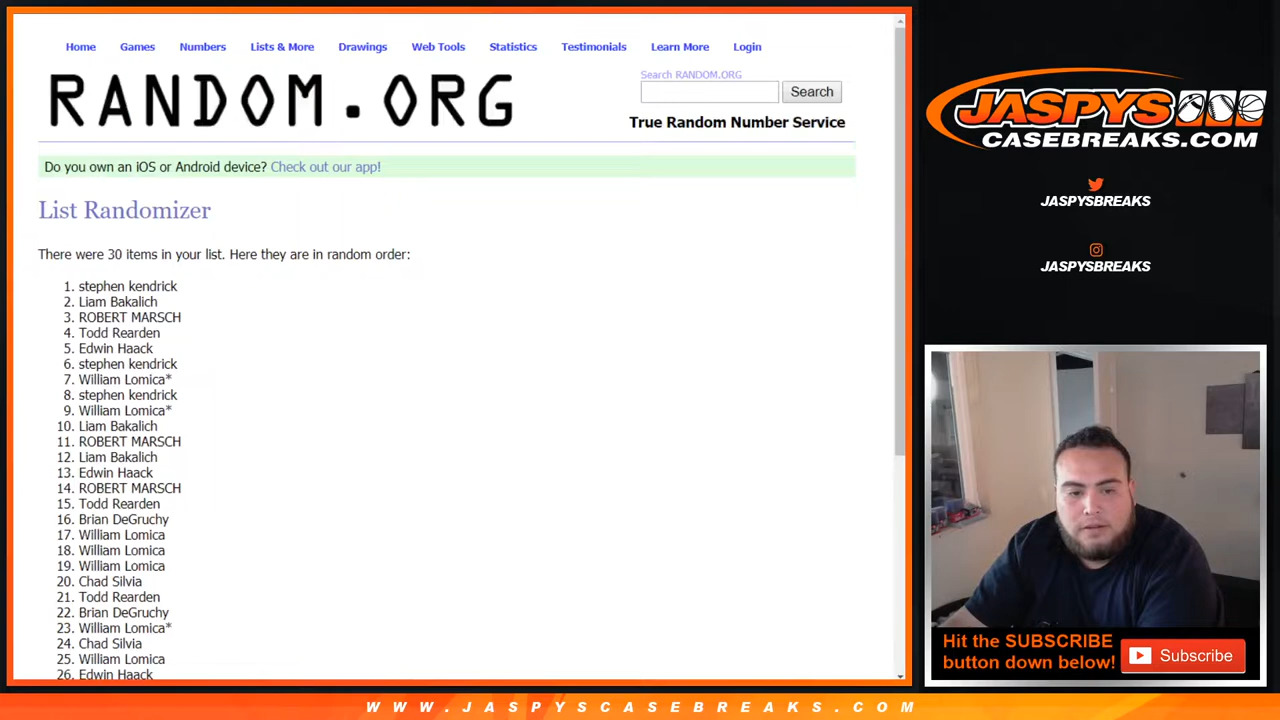 Home Games Numbers Lists & More Drawings Web Tools Statistics Testimonials Learn More Login
RANDOM.ORG
Search RANDOM.ORG
Search
True Random Number Service
Do you own an iOS or Android device? Check out our app!
List Randomizer
There were 30 items in your list. Here they are in random order:
1. stephen kendrick
2. Liam Bakalich
3. ROBERT MARSCH
4. Todd Rearden
5. Edwin Haack
6. stephen kendrick
7. William Lomica*
8. stephen kendrick
9. William Lomica*
10. Liam Bakalich
11. ROBERT MARSCH
12. Liam Bakalich
13. Edwin Haack
14. ROBERT MARSCH
15. Todd Rearden
16. Brian DeGruchy
17. William Lomica
18. William Lomica
19. William Lomica
20. Chad Silvia
21. Todd Rearden
22. Brian DeGruchy
23. William Lomica*
24. Chad Silvia
25. William Lomica
26. Edwin Haack
JASPYS
CASEBREAKS.COM
JASPYSBREAKS
JASPYSBREAKS
Hit the SUBSCRIBE
button down below!
Subscribe
WWW.JASPYSCASEBREAKS.COM